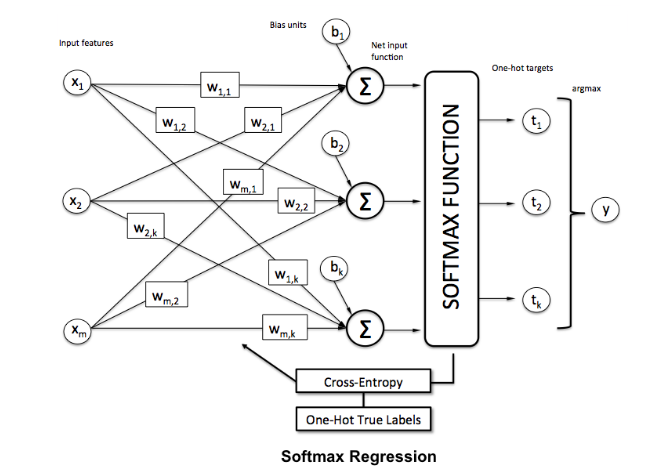 Bias units
b1
Input features
Net input
function
One-hot targets
argmax
x1
w1,1
Σ
w1,2
w2,1
t1
b2
wm,1
x2
w2,2
Σ
w2,k
SOFTMAX FUNCTION
t2
y
bk
w1,k
wm,2
tk
xm
wm,k
Σ
Cross-Entropy
One-Hot True Labels
Softmax Regression